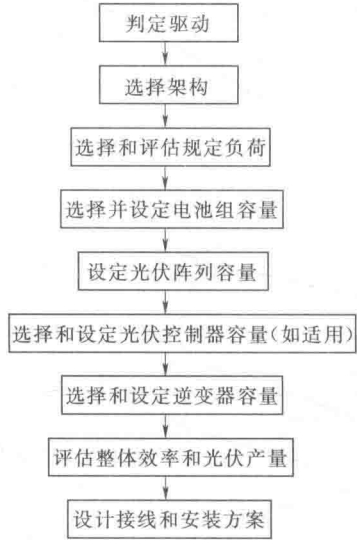 判定驱动
选择架构
选择和评估规定负荷
选择并设定电池组容量
设定光伏阵列容量
选择和设定光伏控制器容量(如适用)
选择和设定逆变器容量
评估整体效率和光伏产量
设计接线和安装方案